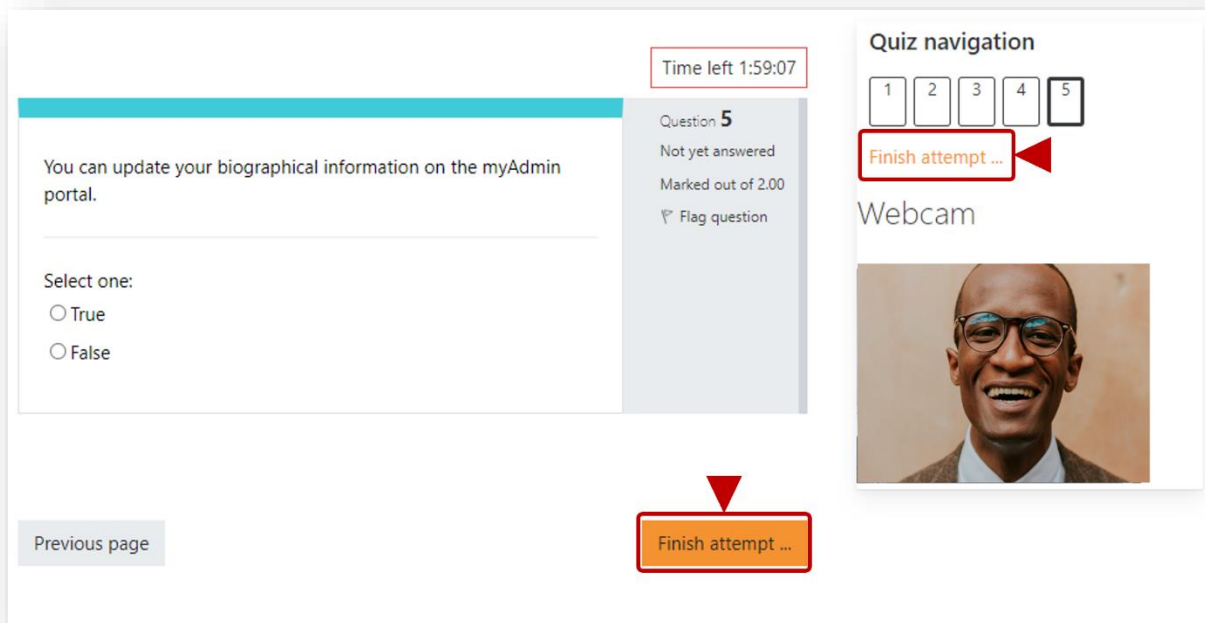 Time left 1:59:07
You can update your biographical information on the myAdmin
portal.
Select one:
True
False
Question 5
Not yet answered
Marked out of 2.00
Flag question
Previous page
Finish attempt ...
Quiz navigation
1 2 3 4 5
Finish attempt ...
Webcam